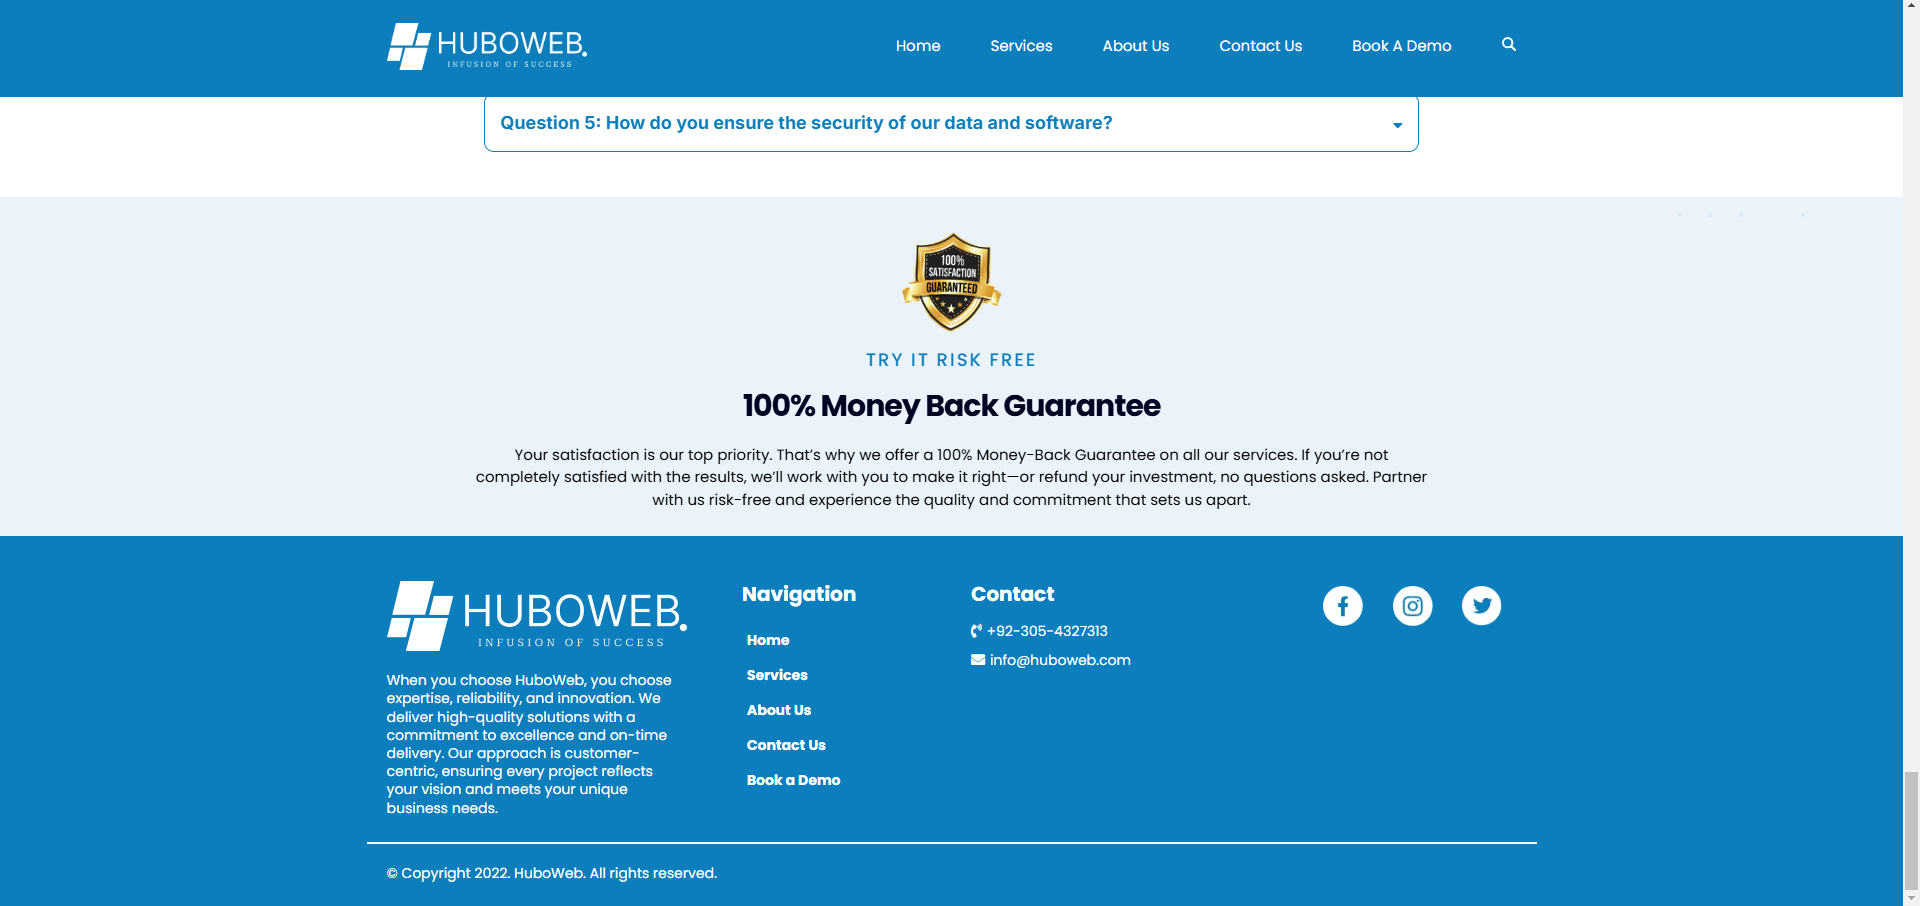 HUBOWEB.
INFUSION OF SUCCESS
Home Services About Us Contact Us Book A Demo
Question 5: How do you ensure the security of our data and software?
100%
SATISFACTION
GUARANTEED
TRY IT RISK FREE
100% Money Back Guarantee
Your satisfaction is our top priority. That’s why we offer a 100% Money-Back Guarantee on all our services. If you’re not
completely satisfied with the results, we’ll work with you to make it right—or refund your investment, no questions asked. Partner
with us risk-free and experience the quality and commitment that sets us apart.
HUBOWEB.
INFUSION OF SUCCESS
When you choose HuboWeb, you choose
expertise, reliability, and innovation. We
deliver high-quality solutions with a
commitment to excellence and on-time
delivery. Our approach is customer-
centric, ensuring every project reflects
your vision and meets your unique
business needs.
Navigation
Home
Services
About Us
Contact Us
Book a Demo
Contact
+92-305-4327313
info@huboweb.com
© Copyright 2022. HuboWeb. All rights reserved.